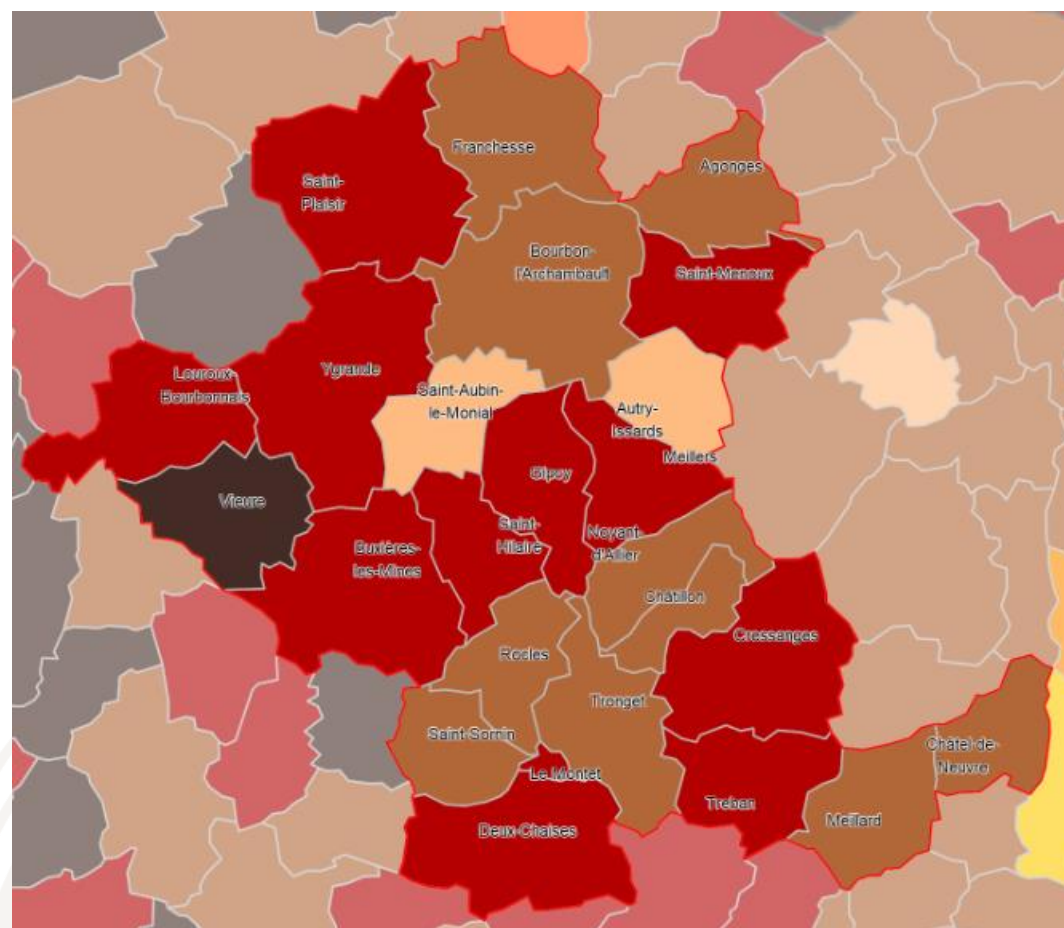 Franchesse
Agonges
Saint-
Plaisir
Bourbon-
l'Archambault
Saint-Menoux
Ygrande
Louroux-
Bourbonnais
Saint-Aubin-
le-Monial
Autry-
Issards
Meillers
Gipcy
Vieure
Saint-
Hilaire
Noyant-
d'Allier
Buxières-
les-Mines
Châtillon
Cressanges
Rocles
Tronget
Saint-Sornin
Châtel-de-
Neuvre
Le Montet
Treban
Meillard
Deux-Chaises